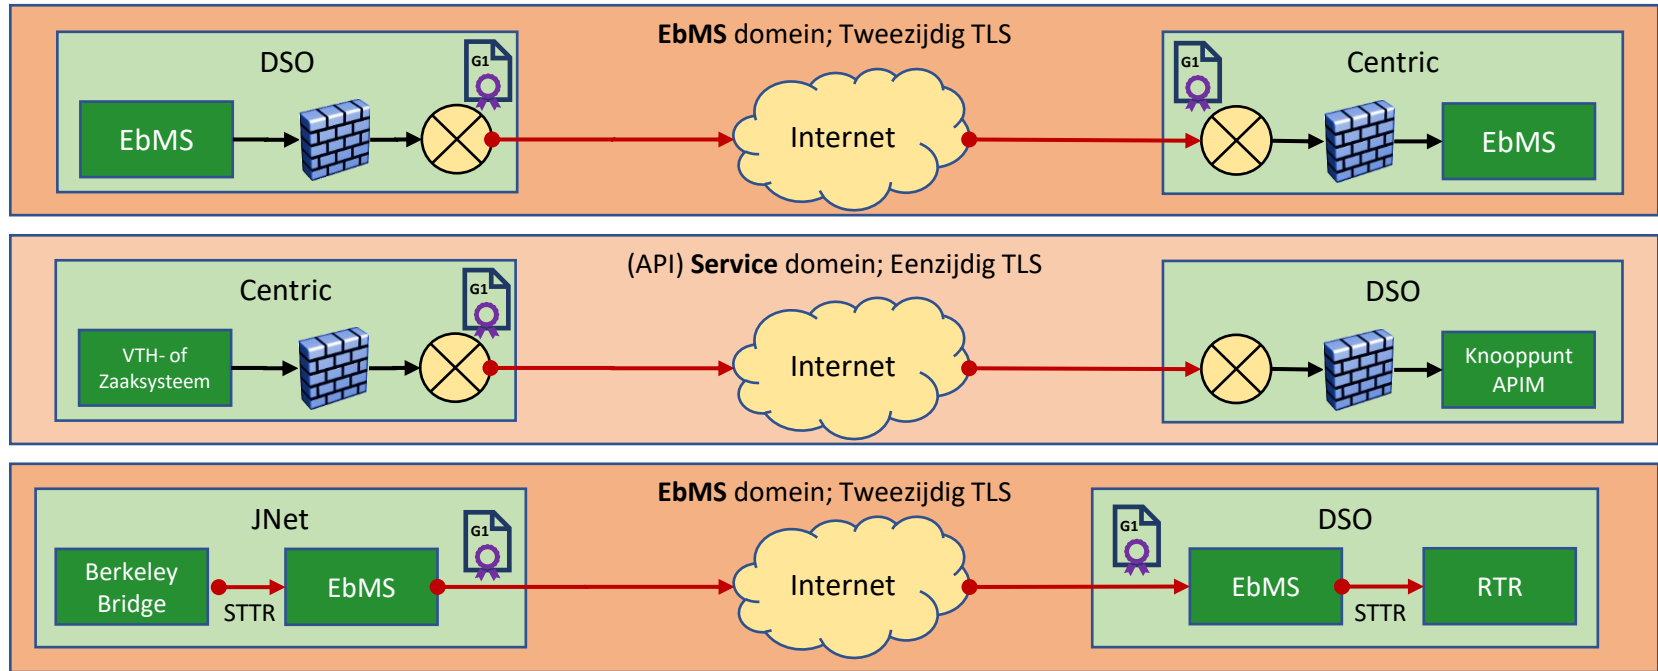 EbMS domein; Tweezijdig TLS
DSO
G1
EbMS
Internet
G1
Centric
EbMS
(API) Service domein; Eenzijdig TLS
Centric
G1
VTH- of
Zaaksysteem
Internet
DSO
Knooppunt
APIM
EbMS domein; Tweezijdig TLS
JNet
G1
Berkeley
Bridge
STTR
EbMS
Internet
G1
DSO
EbMS
STTR
RTR